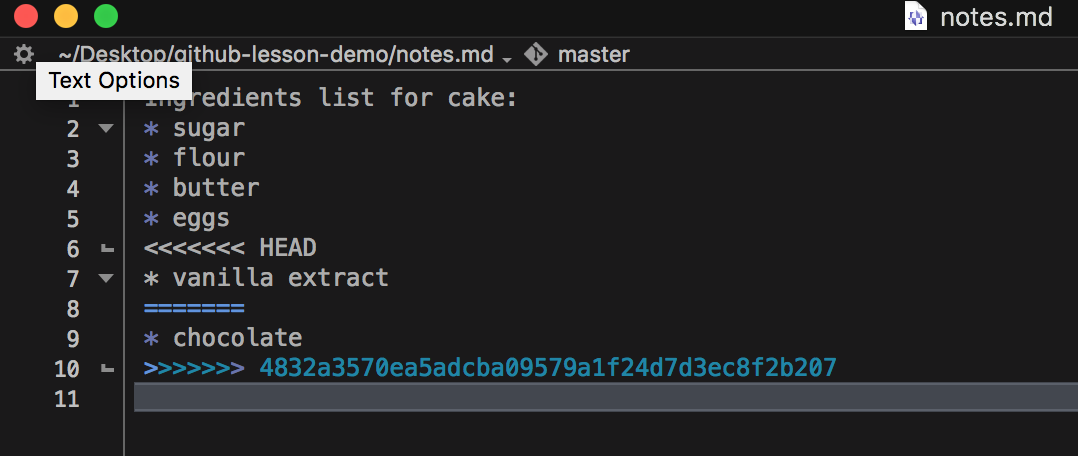 notes.md
~/Desktop/github-lesson-demo/notes.md master
Text Options
1 Ingredients list for cake:
2 * sugar
3 * flour
4 * butter
5 * eggs
6 <<<<<<< HEAD
7 * vanilla extract
8 =======
9 * chocolate
10 >>>>>>> 4832a3570ea5adcba09579a1f24d7d3ec8f2b207
11